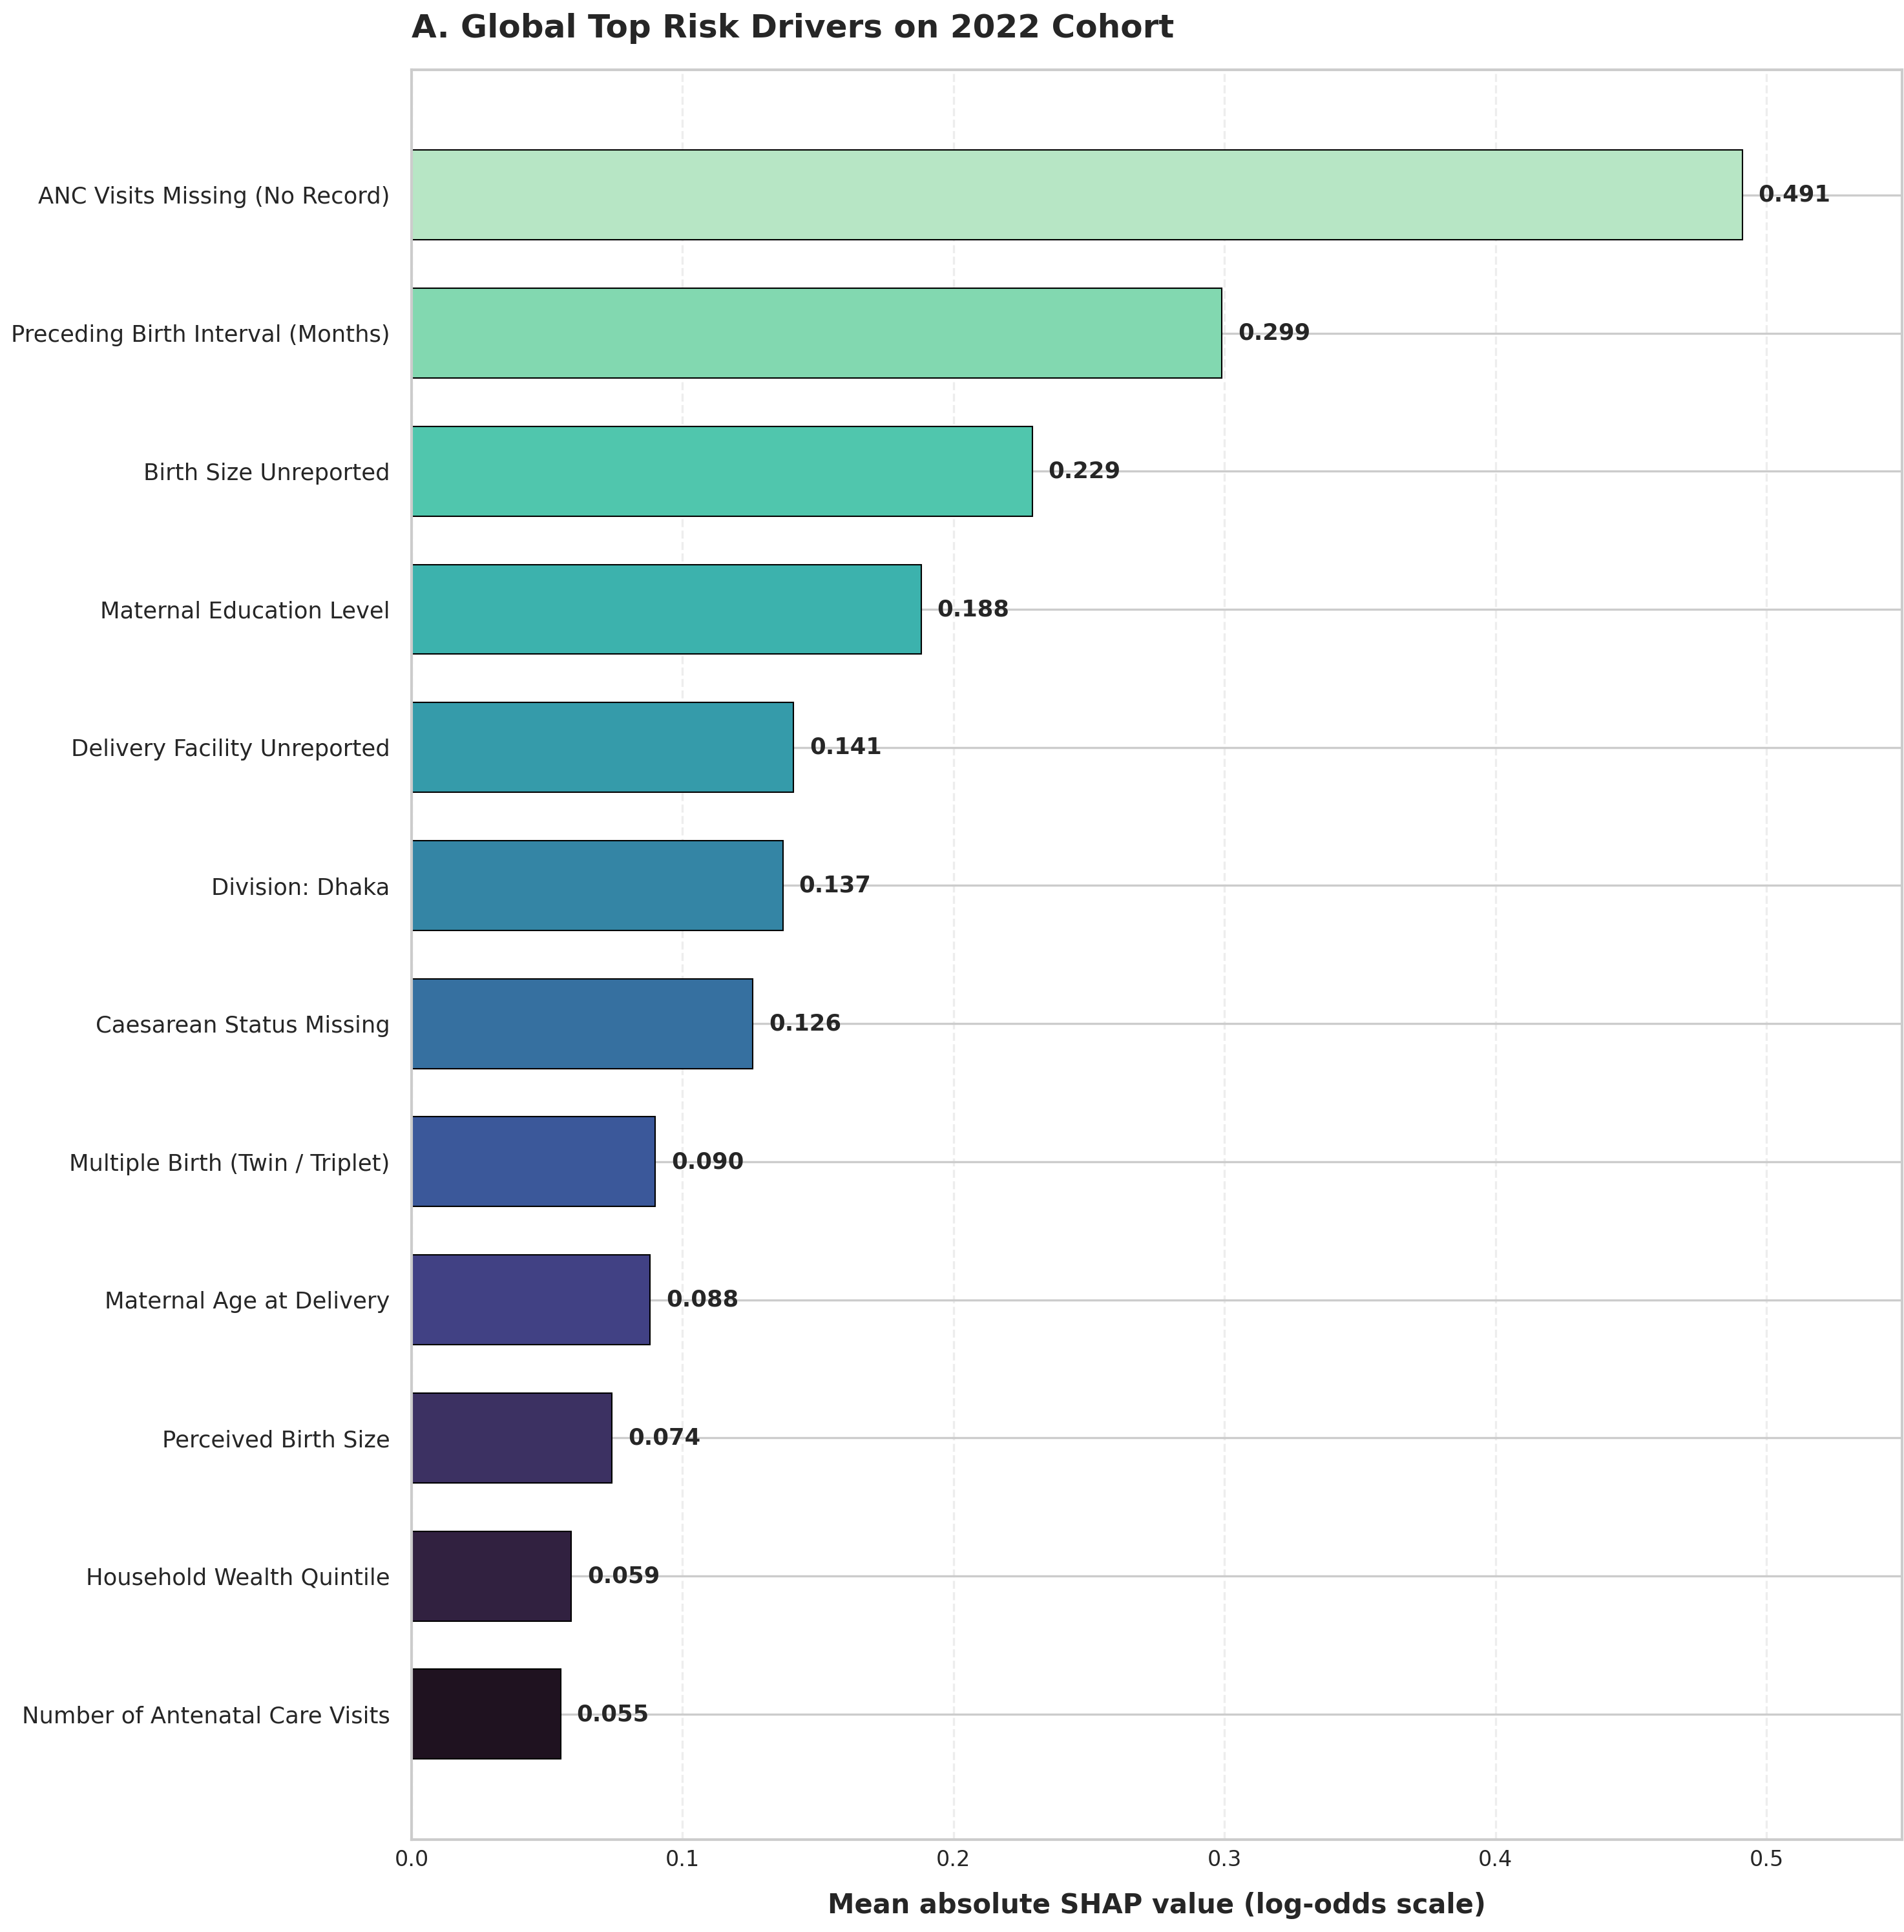 A. Global Top Risk Drivers on 2022 Cohort
ANC Visits Missing (No Record) 0.491
Preceding Birth Interval (Months) 0.299
Birth Size Unreported 0.229
Maternal Education Level 0.188
Delivery Facility Unreported 0.141
Division: Dhaka 0.137
Caesarean Status Missing 0.126
Multiple Birth (Twin / Triplet) 0.090
Maternal Age at Delivery 0.088
Perceived Birth Size 0.074
Household Wealth Quintile 0.059
Number of Antenatal Care Visits 0.055
0.0 0.1 0.2 0.3 0.4 0.5
Mean absolute SHAP value (log-odds scale)